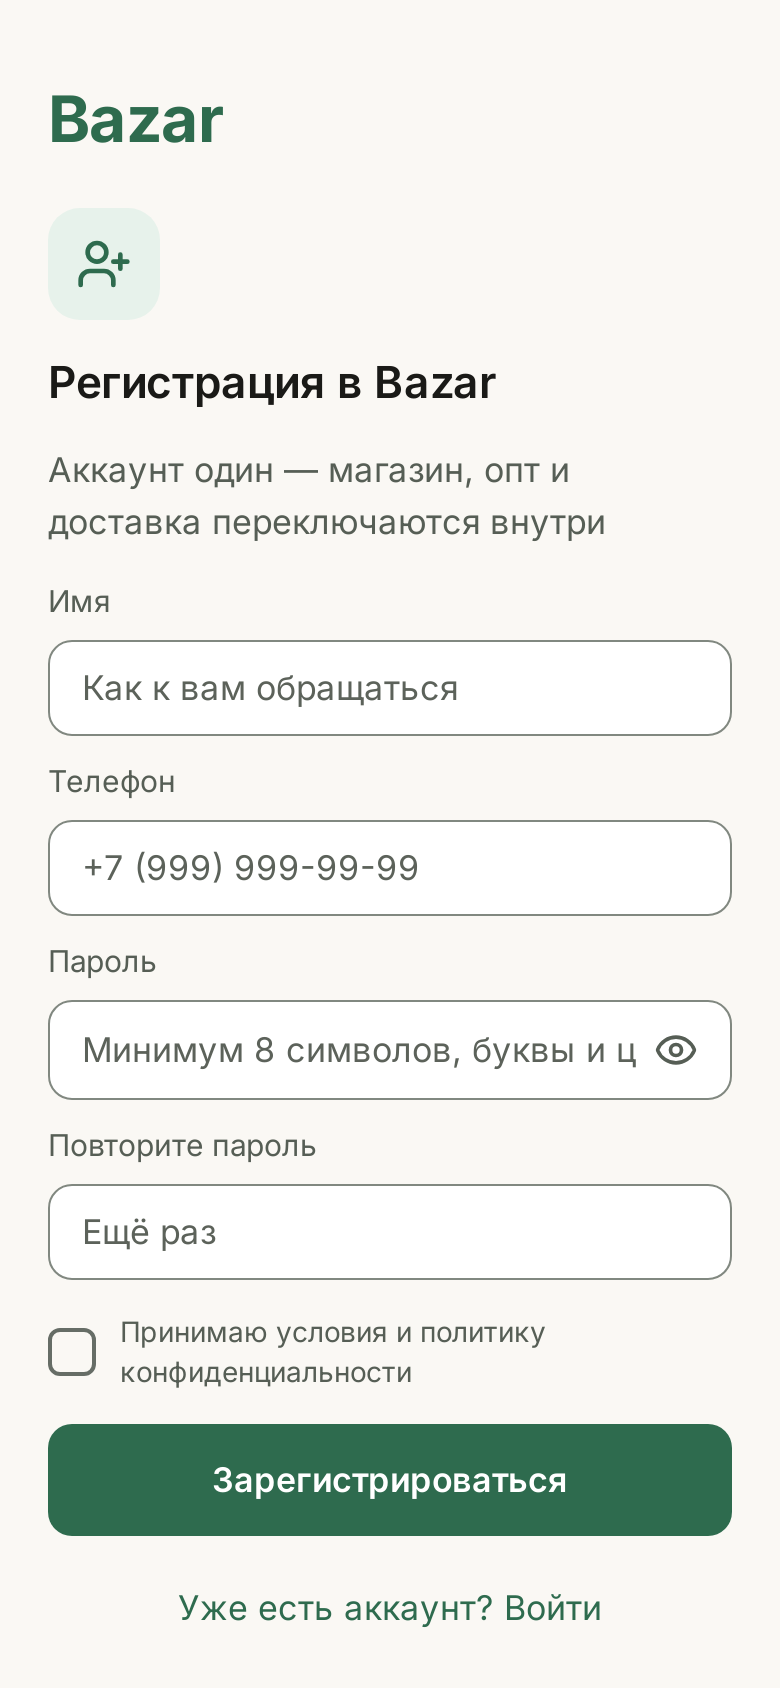 Bazar
Регистрация в Bazar
Аккаунт один — магазин, опт и
доставка переключаются внутри
Имя
Как к вам обращаться
Телефон
+7 (999) 999-99-99
Пароль
Минимум 8 символов, буквы и ц
Повторите пароль
Ещё раз
Принимаю условия и политику
конфиденциальности
Зарегистрироваться
Уже есть аккаунт? Войти